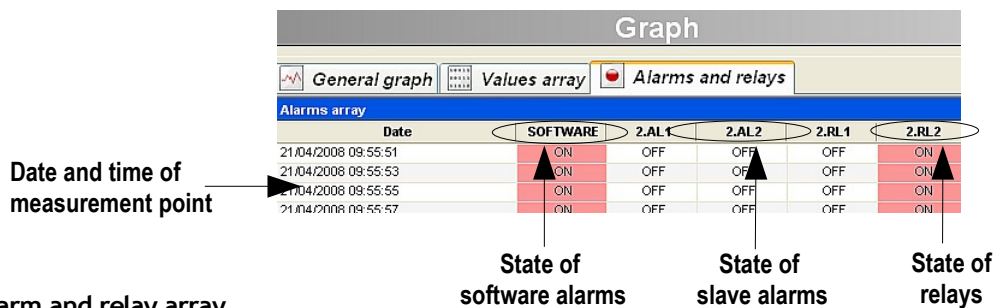 Graph
General graph Values array Alarms and relays
Alarms array
Date SOFTWARE 2.AL1 2.AL2 2.RL1 2.RL2
21/04/2008 09:55:51 ON OFF OFF OFF ON
21/04/2008 09:55:53 ON OFF OFF OFF ON
21/04/2008 09:55:55 ON OFF OFF OFF ON
21/04/2008 09:55:57 ON OFF OFF OFF ON
Date and time of
measurement point
State of
software alarms
State of
slave alarms
State of
relays
arm and relay array